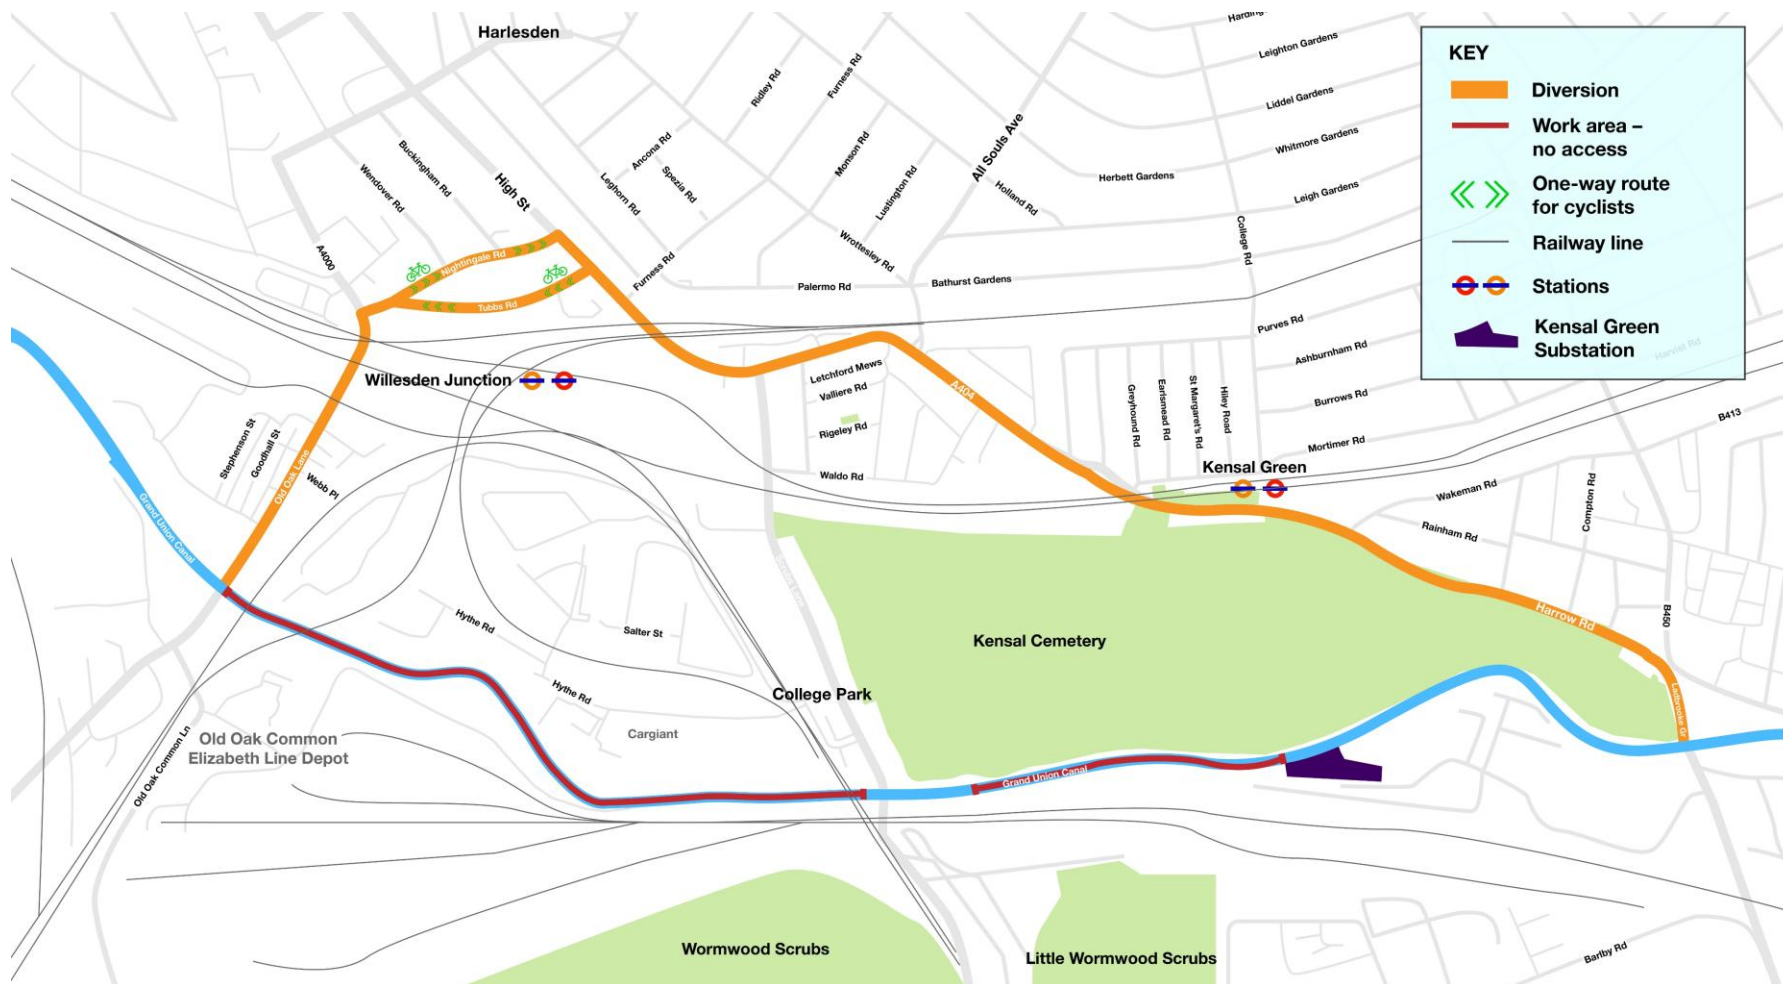 Harlesden
Harding
Leighton Gardens
Liddel Gardens
Whitmore Gardens
Leigh Gardens
Herbett Gardens
All Souls Ave
Holland Rd
College Rd
Ridley Rd
Furness Rd
Ancona Rd
Spezia Rd
Leghorn Rd
Monson Rd
Lustington Rd
Wrottesley Rd
Buckingham Rd
Wendover Rd
High St
A4000
Nightingale Rd
Tubbs Rd
Furness Rd
Palermo Rd
Bathurst Gardens
Purves Rd
Ashburnham Rd
Harvist Rd
Burrows Rd
Mortimer Rd
B413
KEY
Diversion
Work area –
no access
One-way route
for cyclists
Railway line
Stations
Kensal Green
Substation
Willesden Junction
Letchford Mews
Valliere Rd
Rigeley Rd
Waldo Rd
A404
Greyhound Rd
Earlsmead Rd
St Margaret's Rd
Hiley Road
Kensal Green
Wakeman Rd
Rainham Rd
Compton Rd
B450
Stephenson St
Goodhall St
Webb Pl
Old Oak Lane
Grand Union Canal
Hythe Rd
Salter St
Hythe Rd
Cargiant
College Park
Kensal Cemetery
Harrow Rd
Ladbrooke Gr
Old Oak Common
Elizabeth Line Depot
Old Oak Common Ln
Grand Union Canal
Wormwood Scrubs
Little Wormwood Scrubs
Barlby Rd